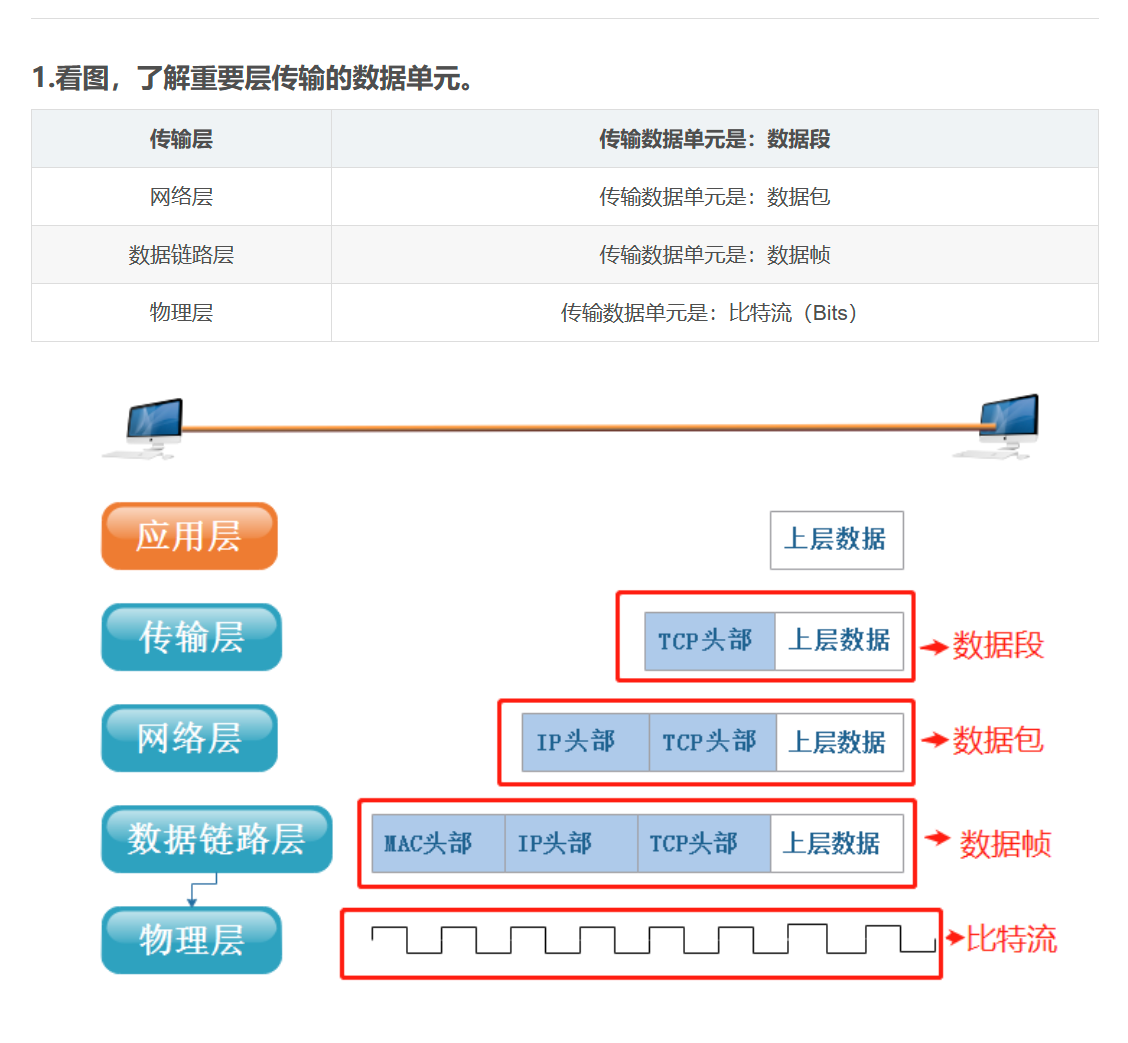 1.看图，了解重要层传输的数据单元。
传输层 传输数据单元是：数据段
网络层 传输数据单元是：数据包
数据链路层 传输数据单元是：数据帧
物理层 传输数据单元是：比特流（Bits）
应用层 上层数据
传输层 TCP头部 上层数据 数据段
网络层 IP头部 TCP头部 上层数据 数据包
数据链路层 MAC头部 IP头部 TCP头部 上层数据 数据帧
物理层 比特流